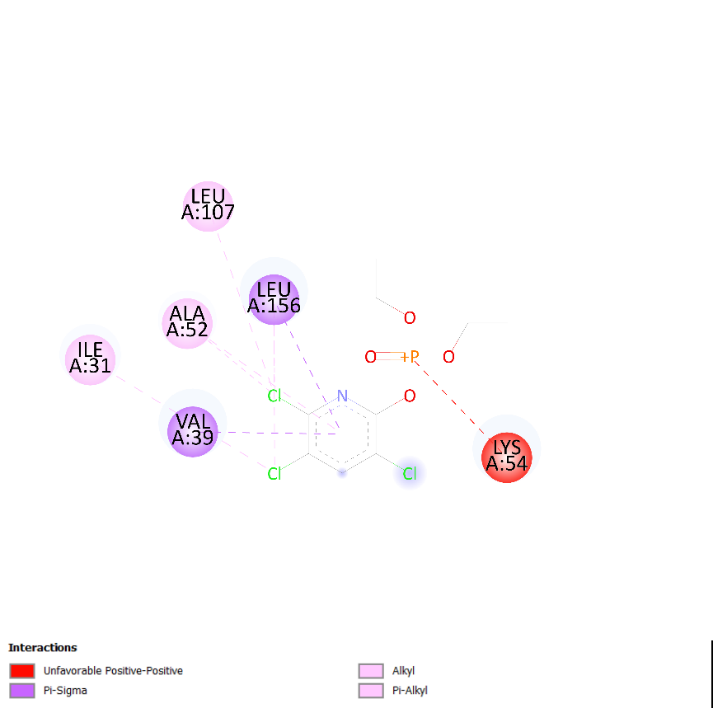 LEU
A:107
LEU
A:156
ALA
A:52
ILE
A:31
VAL
A:39
O
O
+P
O
Cl
N
O
Cl
Cl
LYS
A:54
Interactions
Unfavorable Positive-Positive
Pi-Sigma
Alkyl
Pi-Alkyl